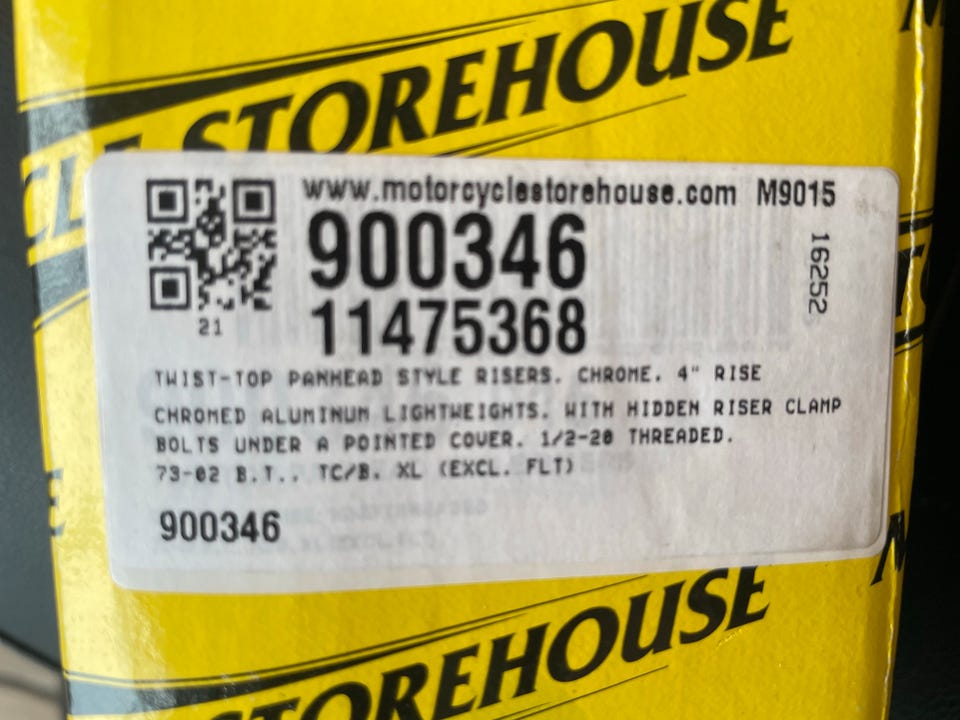 STOREHOUSE
www.motorcyclestorehouse.com M9015
900346
16252
11475368
21
TWIST-TOP PANHEAD STYLE RISERS. CHROME. 4" RISE
CHROMED ALUMINUM LIGHTWEIGHTS. WITH HIDDEN RISER CLAMP
BOLTS UNDER A POINTED COVER. 1/2-20 THREADED.
73-02 B.T., TC/B. XL (EXCL. FLT)
900346
STOREHOUSE